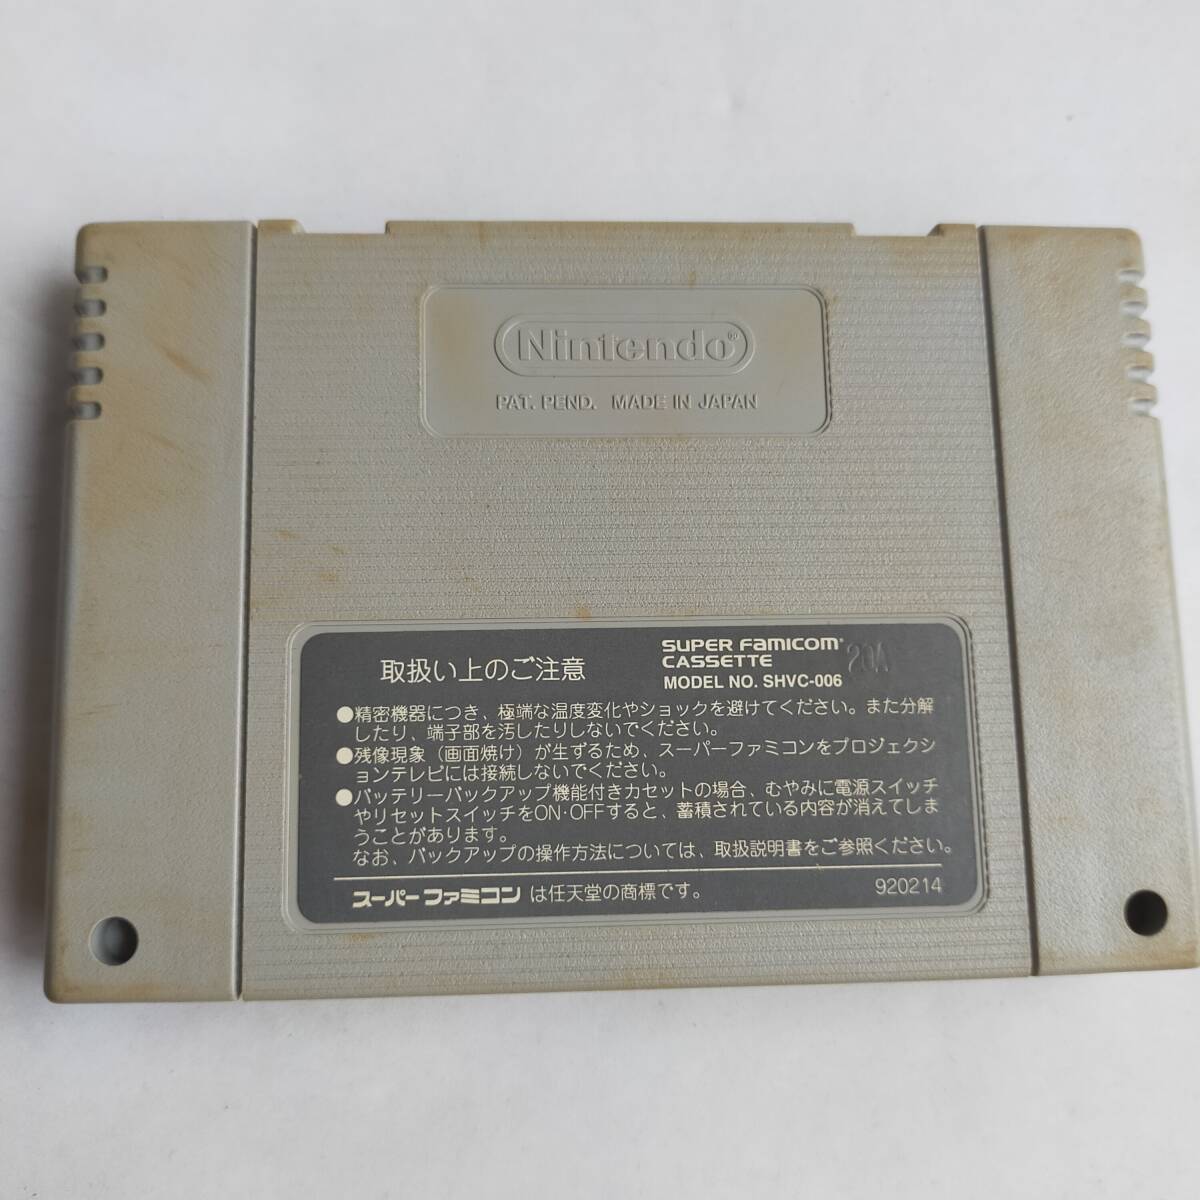 Nintendo®
PAT. PEND. MADE IN JAPAN
取扱い上のご注意
SUPER FAMICOM
CASSETTE
MODEL NO. SHVC-006
20A
●精密機器につき、極端な温度変化やショックを避けてください。また分解
したり、端子部を汚したりしないでください。
●残像現象（画面焼け）が生ずるため、スーパーファミコンをプロジェクシ
ョンテレビには接続しないでください。
●バッテリーバックアップ機能付きカセットの場合、むやみに電源スイッチ
やリセットスイッチをON・OFFすると、蓄積されている内容が消えてしま
うことがあります。
なお、バックアップの操作方法については、取扱説明書をご参照ください。
スーパーファミコン は任天堂の商標です。
920214